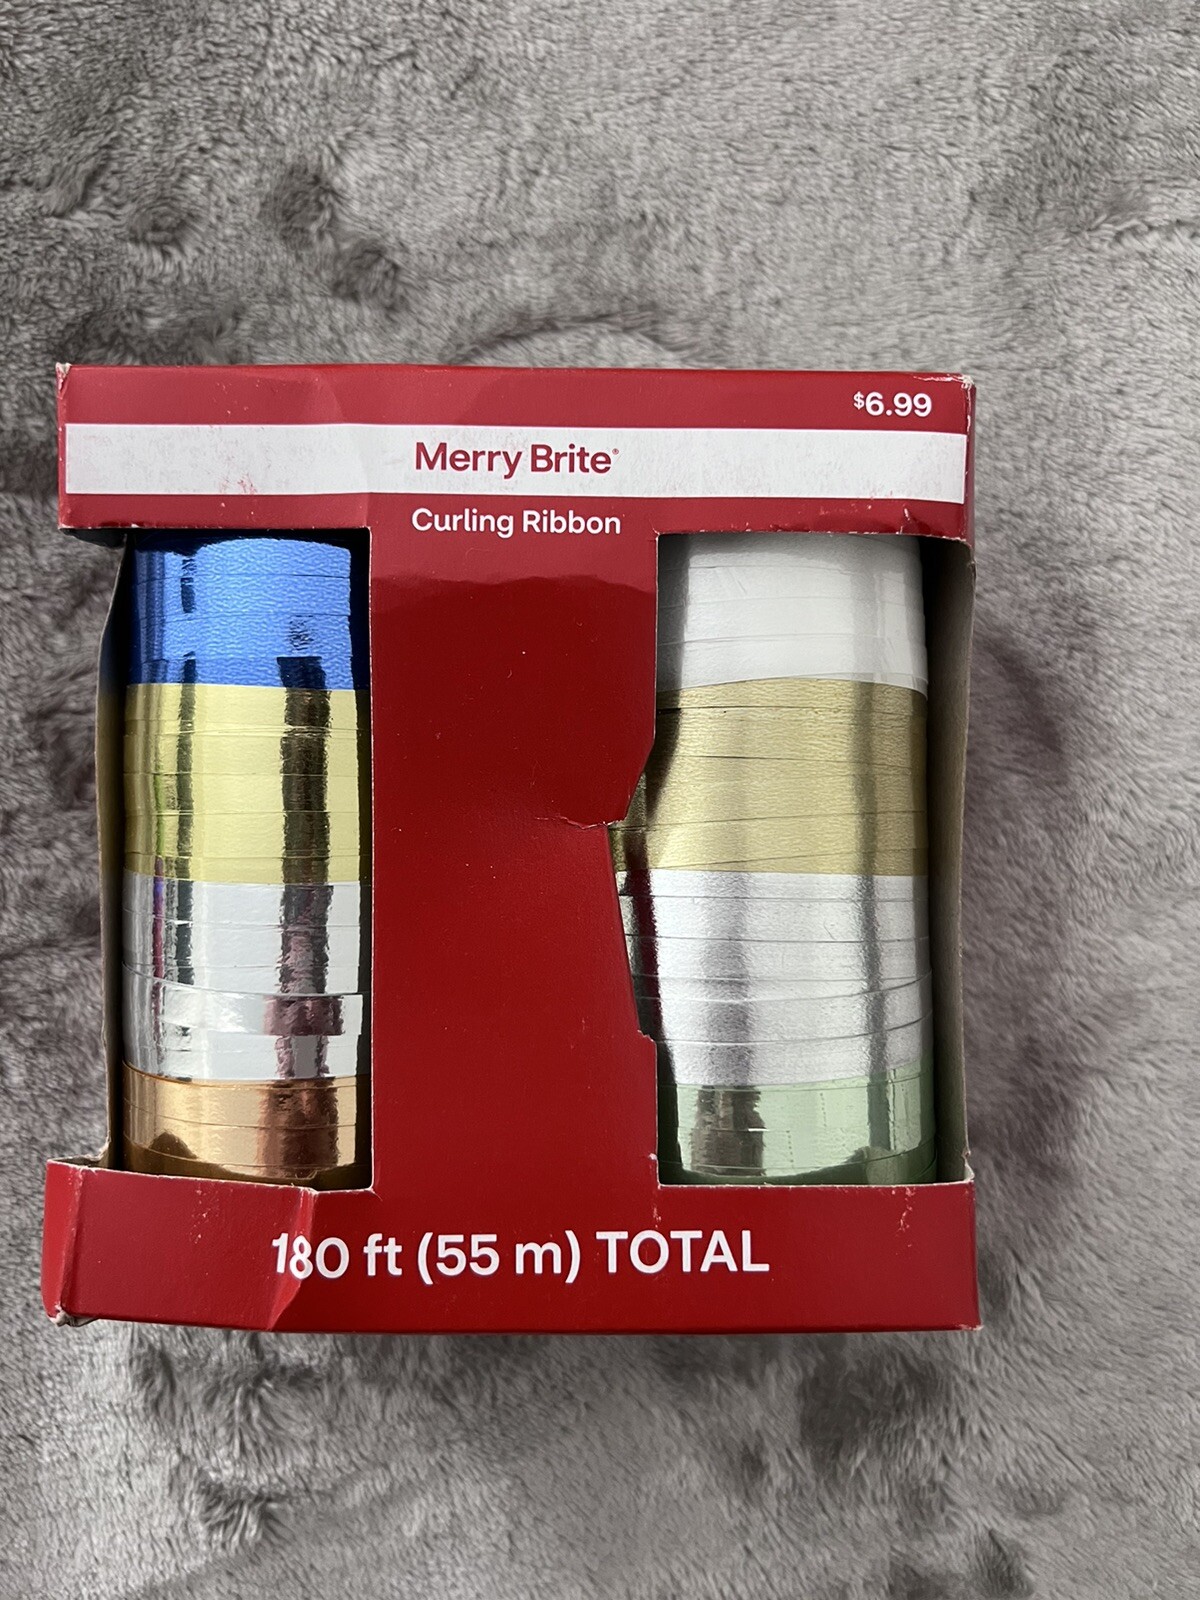 $6.99
Merry Brite®
Curling Ribbon
180 ft (55 m) TOTAL